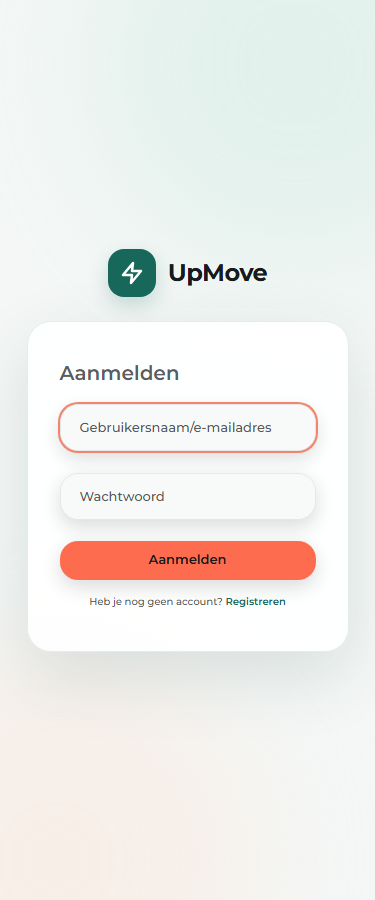 UpMove
Aanmelden
Gebruikersnaam/e-mailadres
Wachtwoord
Aanmelden
Heb je nog geen account? Registreren